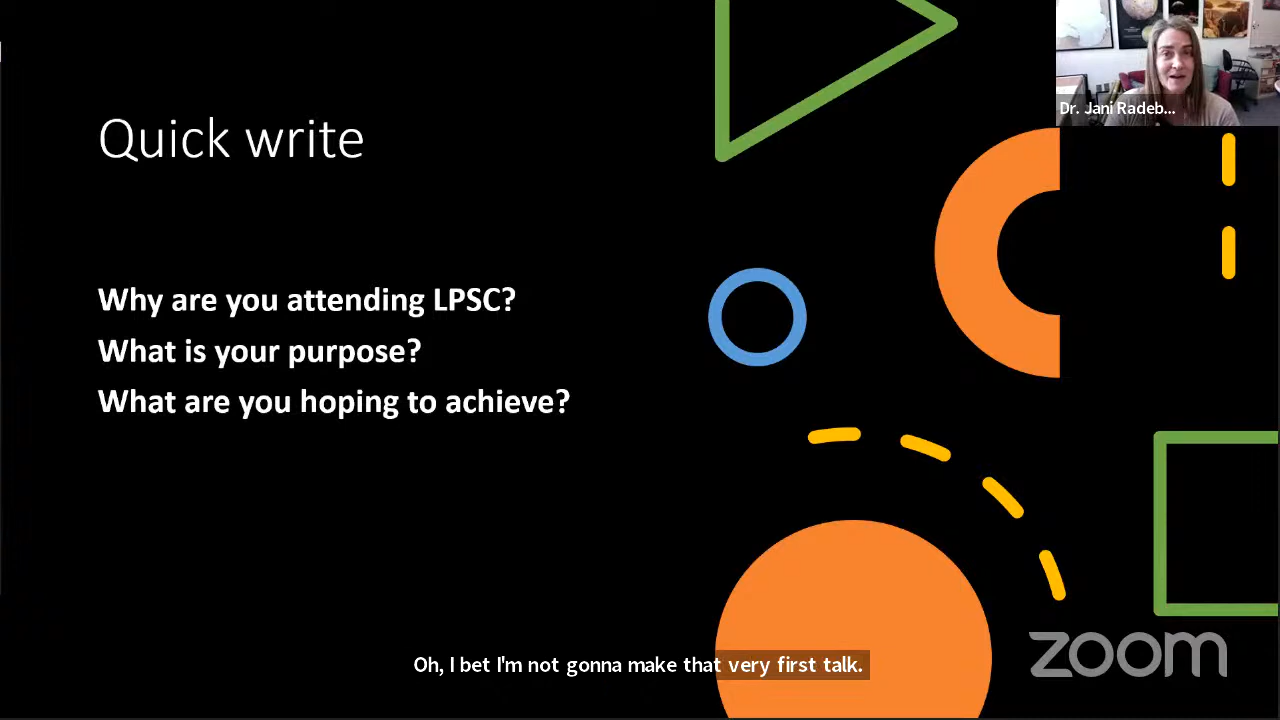 Quick write
Dr. Jani Radeb...
Why are you attending LPSC?
What is your purpose?
What are you hoping to achieve?
Oh, I bet I'm not gonna make that very first talk.
zoom